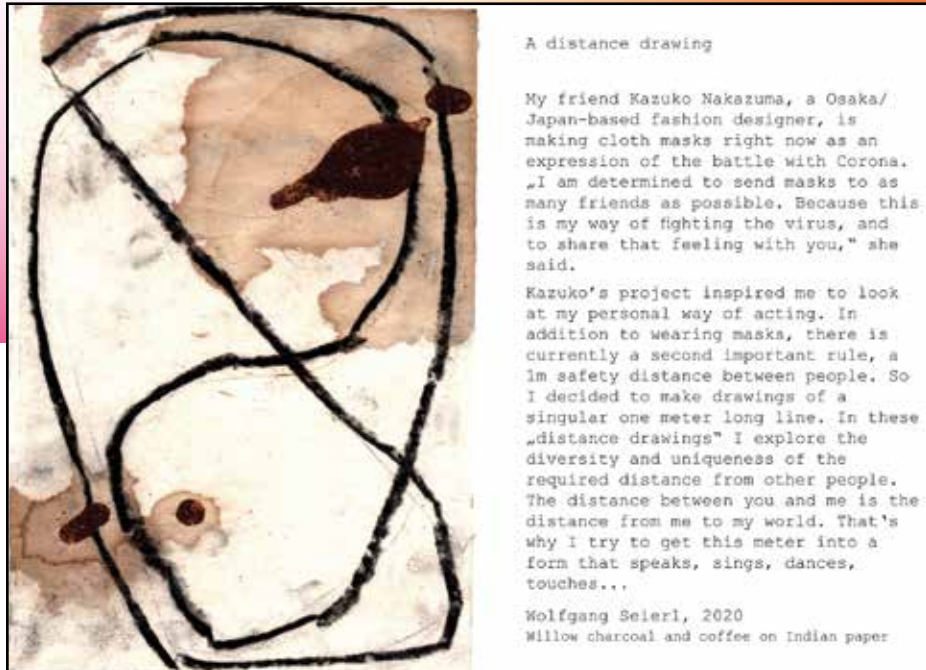 A distance drawing
My friend Kazuko Nakazuma, a Osaka/
Japan-based fashion designer, is
making cloth masks right now as an
expression of the battle with Corona.
„I am determined to send masks to as
many friends as possible. Because this
is my way of fighting the virus, and
to share that feeling with you,‟ she
said.
Kazuko's project inspired me to look
at my personal way of acting. In
addition to wearing masks, there is
currently a second important rule, a
1m safety distance between people. So
I decided to make drawings of a
singular one meter long line. In these
„distance drawings‟ I explore the
diversity and uniqueness of the
required distance from other people.
The distance between you and me is the
distance from me to my world. That's
why I try to get this meter into a
form that speaks, sings, dances,
touches...
Wolfgang Seierl, 2020
Willow charcoal and coffee on Indian paper